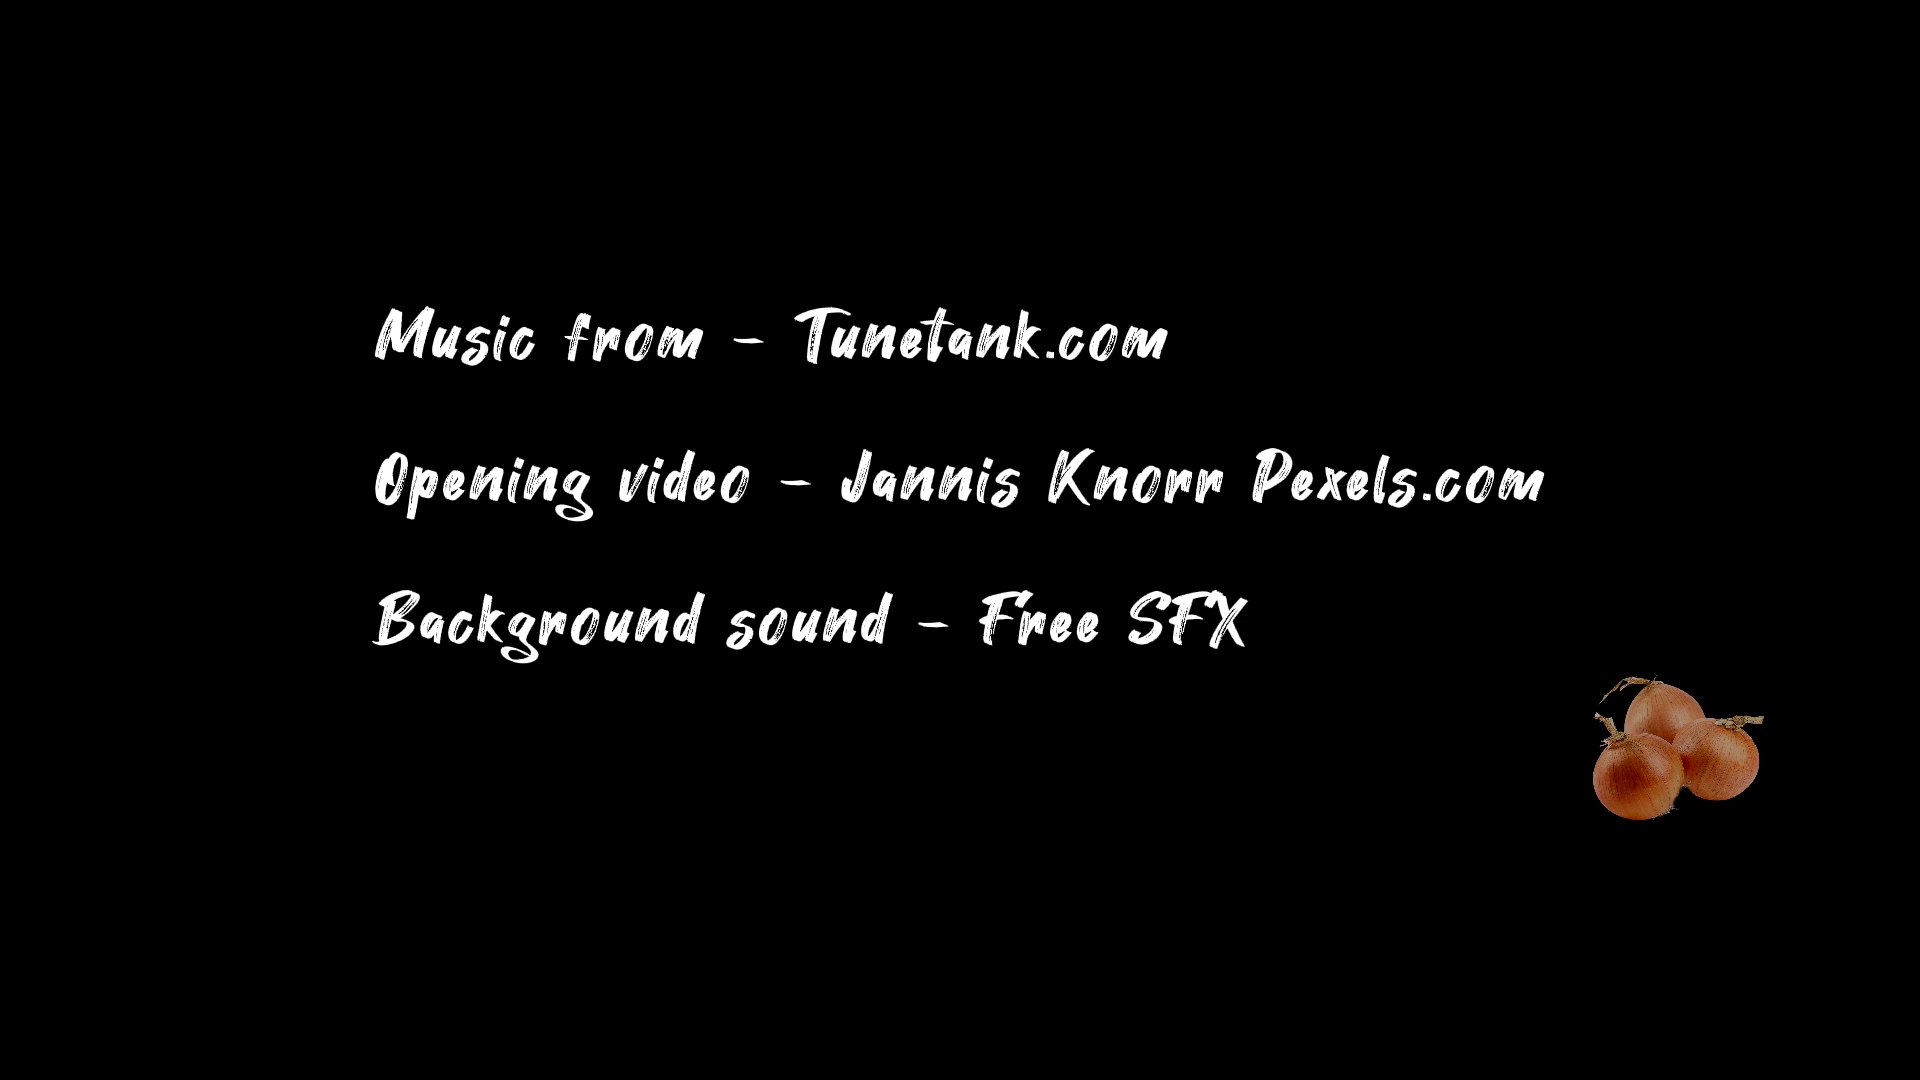 Music from - Tunetank.com
Opening video - Jannis Knorr Pexels.com
Background sound - Free SFX